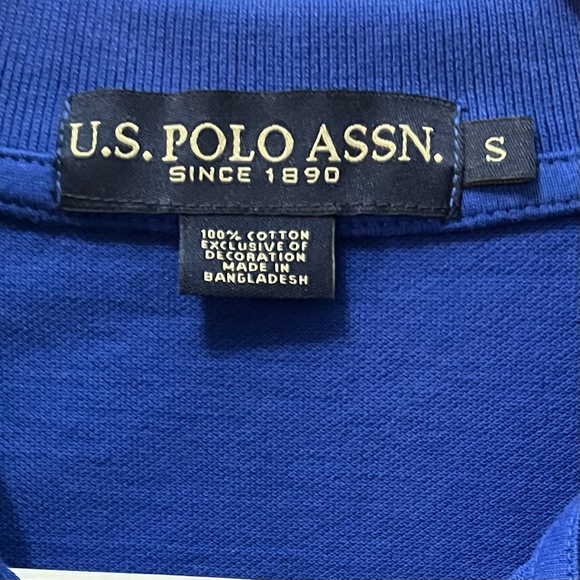 U.S. POLO ASSN.
SINCE 1890
S
100% COTTON
EXCLUSIVE OF
DECORATION
MADE IN
BANGLADESH